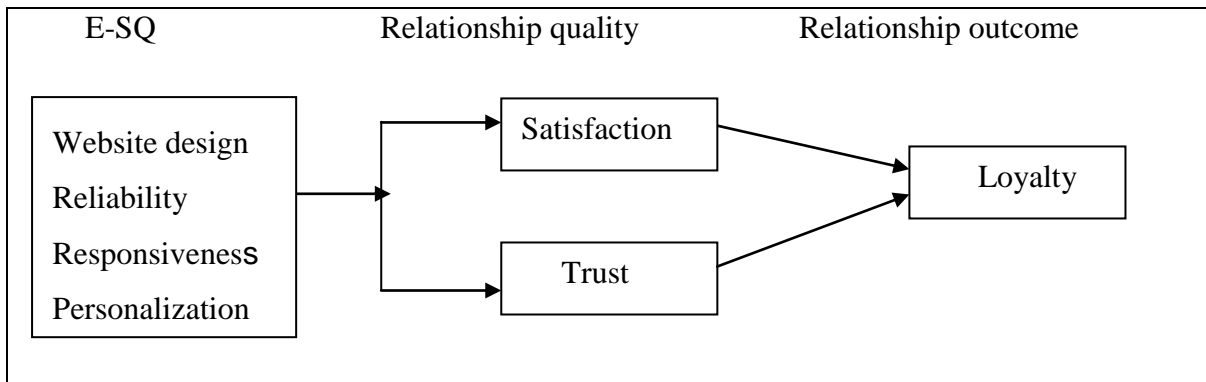 E-SQ Relationship quality Relationship outcome
Website design
Reliability
Responsiveness
Personalization
Satisfaction
Trust
Loyalty